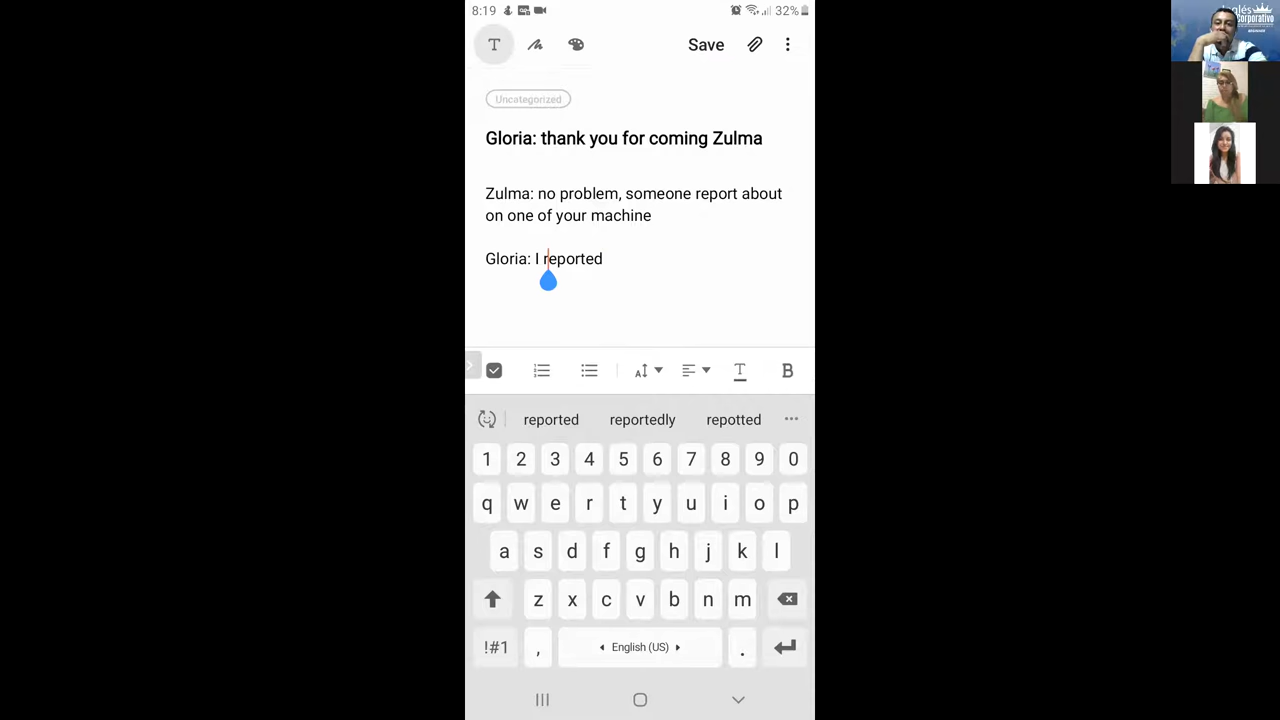 8:19
32%
Save
Uncategorized
Gloria: thank you for coming Zulma
Zulma: no problem, someone report about
on one of your machine
Gloria: I reported
reported reportedly repotted
1 2 3 4 5 6 7 8 9 0
q w e r t y u i o p
a s d f g h j k l
z x c v b n m
!#1 , English (US) .